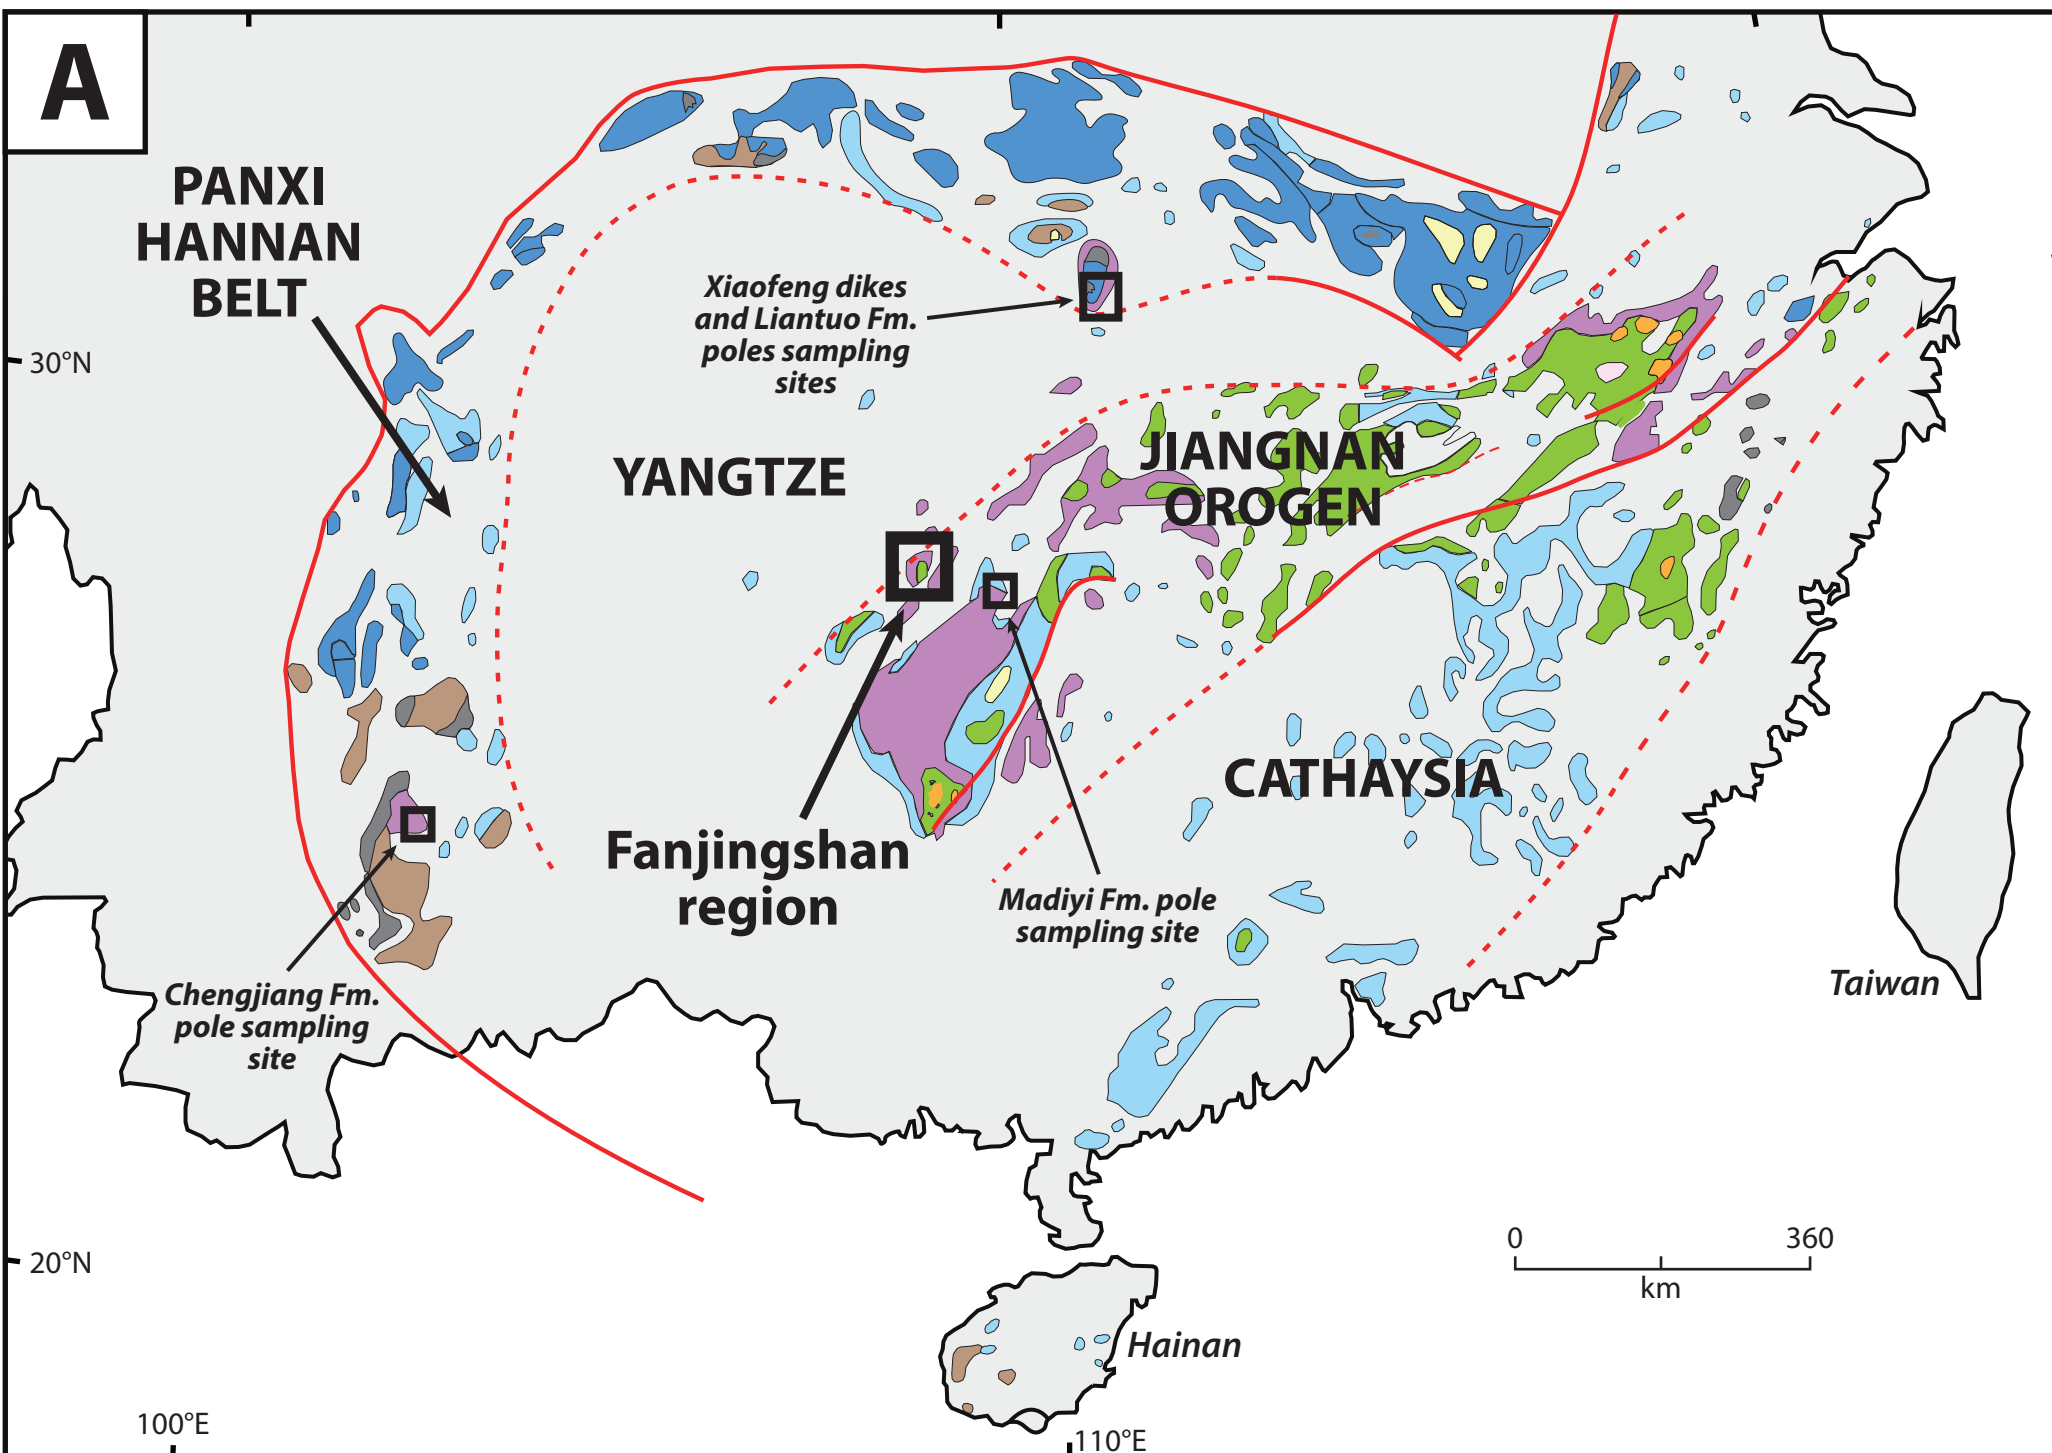 A
PANXI
HANNAN
BELT
Xiaofeng dikes
and Liantuo Fm.
poles sampling
sites
30°N
YANGTZE
JIANGNAN
OROGEN
CATHAYSIA
Fanjingshan
region
Madiyi Fm. pole
sampling site
Chengjiang Fm.
pole sampling
site
Taiwan
20°N
0 360
km
Hainan
100°E
110°E